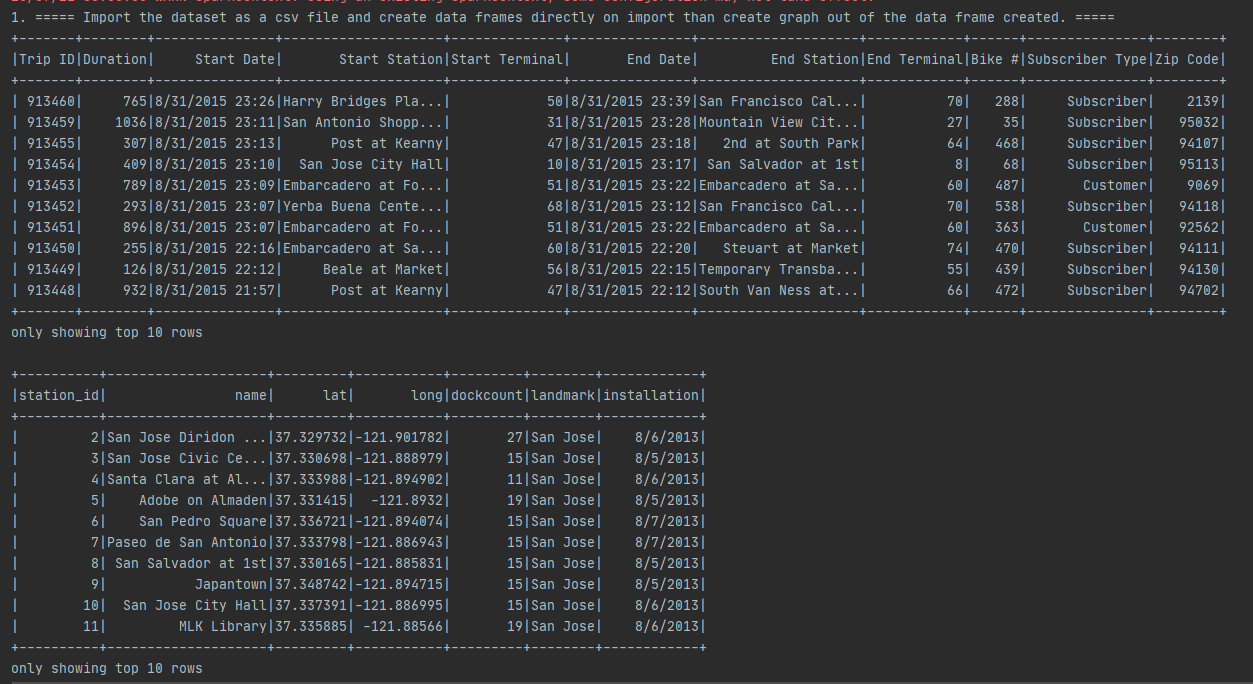 1. ===== Import the dataset as a csv file and create data frames directly on import than create graph out of the data frame created. =====
+-------+--------+---------------+--------------------+--------------+---------------+--------------------+------------+------+---------------+--------+
|Trip ID|Duration|     Start Date|       Start Station|Start Terminal|       End Date|         End Station|End Terminal|Bike #|Subscriber Type|Zip Code|
+-------+--------+---------------+--------------------+--------------+---------------+--------------------+------------+------+---------------+--------+
| 913460|     765|8/31/2015 23:26|Harry Bridges Pla...|            50|8/31/2015 23:39|San Francisco Cal...|          70|   288|     Subscriber|    2139|
| 913459|    1036|8/31/2015 23:11|San Antonio Shopp...|            31|8/31/2015 23:28|Mountain View Cit...|          27|    35|     Subscriber|   95032|
| 913455|     307|8/31/2015 23:13|      Post at Kearny|            47|8/31/2015 23:18|   2nd at South Park|          64|   468|     Subscriber|   94107|
| 913454|     409|8/31/2015 23:10|  San Jose City Hall|            10|8/31/2015 23:17| San Salvador at 1st|           8|    68|     Subscriber|   95113|
| 913453|     789|8/31/2015 23:09|Embarcadero at Fo...|            51|8/31/2015 23:22|Embarcadero at Sa...|          60|   487|       Customer|    9069|
| 913452|     293|8/31/2015 23:07|Yerba Buena Cente...|            68|8/31/2015 23:12|San Francisco Cal...|          70|   538|     Subscriber|   94118|
| 913451|     896|8/31/2015 23:07|Embarcadero at Fo...|            51|8/31/2015 23:22|Embarcadero at Sa...|          60|   363|       Customer|   92562|
| 913450|     255|8/31/2015 22:16|Embarcadero at Sa...|            60|8/31/2015 22:20|   Steuart at Market|          74|   470|     Subscriber|   94111|
| 913449|     126|8/31/2015 22:12|     Beale at Market|            56|8/31/2015 22:15|Temporary Transba...|          55|   439|     Subscriber|   94130|
| 913448|     932|8/31/2015 21:57|      Post at Kearny|            47|8/31/2015 22:12|South Van Ness at...|          66|   472|     Subscriber|   94702|
+-------+--------+---------------+--------------------+--------------+---------------+--------------------+------------+------+---------------+--------+
only showing top 10 rows
+----------+--------------------+---------+-----------+---------+--------+------------+
|station_id|                name|      lat|       long|dockcount|landmark|installation|
+----------+--------------------+---------+-----------+---------+--------+------------+
|         2|San Jose Diridon ...|37.329732|-121.901782|       27|San Jose|    8/6/2013|
|         3|San Jose Civic Ce...|37.330698|-121.888979|       15|San Jose|    8/5/2013|
|         4|Santa Clara at Al...|37.333988|-121.894902|       11|San Jose|    8/6/2013|
|         5|    Adobe on Almaden|37.331415|  -121.8932|       19|San Jose|    8/5/2013|
|         6|    San Pedro Square|37.336721|-121.894074|       15|San Jose|    8/7/2013|
|         7|Paseo de San Antonio|37.333798|-121.886943|       15|San Jose|    8/7/2013|
|         8| San Salvador at 1st|37.330165|-121.885831|       15|San Jose|    8/5/2013|
|         9|           Japantown|37.348742|-121.894715|       15|San Jose|    8/5/2013|
|        10|  San Jose City Hall|37.337391|-121.886995|       15|San Jose|    8/6/2013|
|        11|         MLK Library|37.335885| -121.88566|       19|San Jose|    8/6/2013|
+----------+--------------------+---------+-----------+---------+--------+------------+
only showing top 10 rows